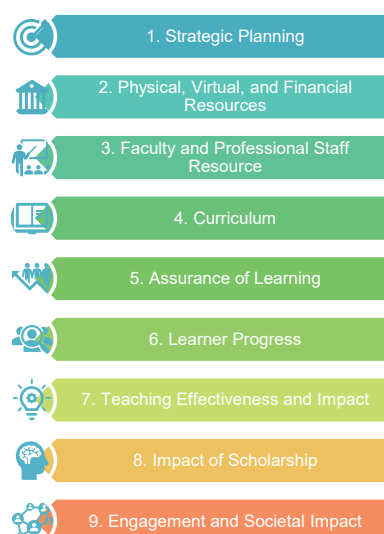 1. Strategic Planning
2. Physical, Virtual, and Financial
Resources
3. Faculty and Professional Staff
Resource
4. Curriculum
5. Assurance of Learning
6. Learner Progress
7. Teaching Effectiveness and Impact
8. Impact of Scholarship
9. Engagement and Societal Impact